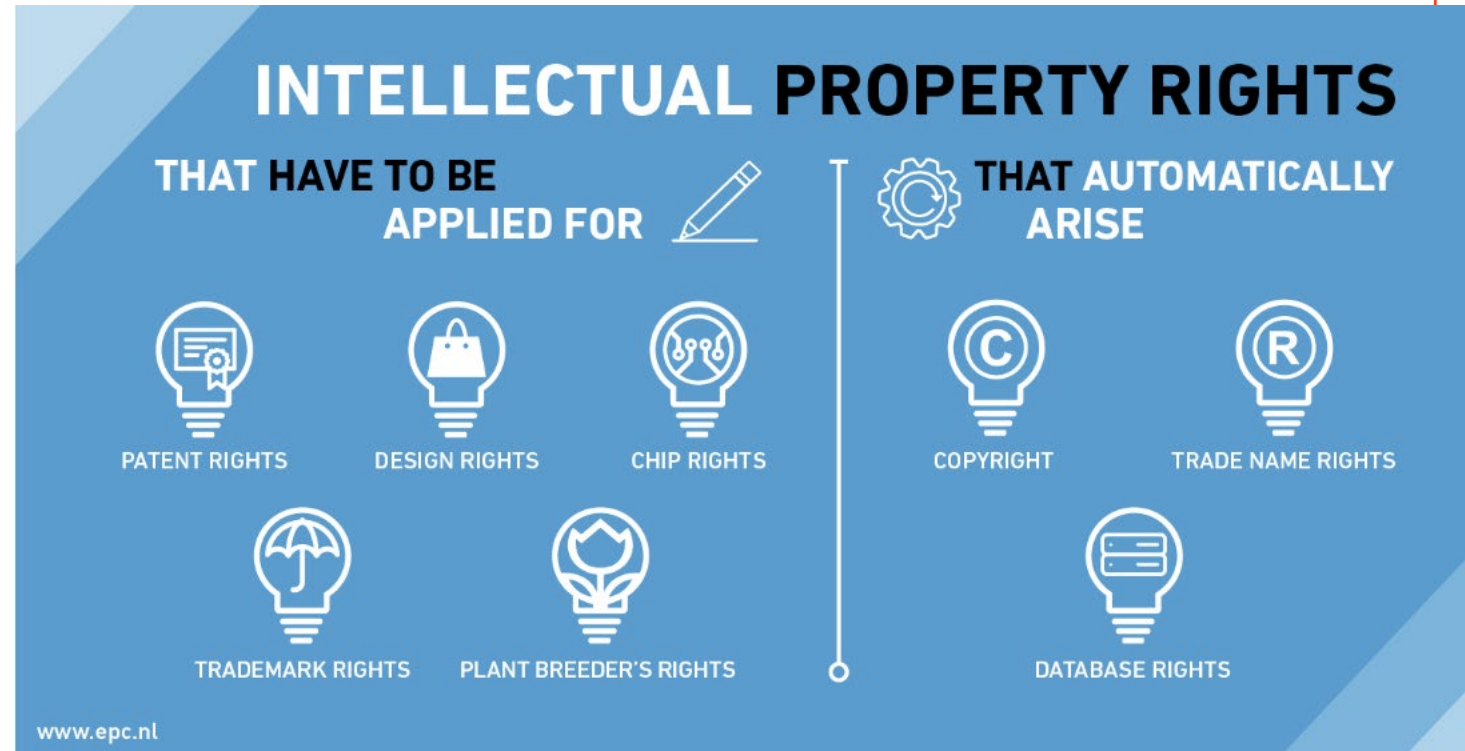 INTELLECTUAL PROPERTY RIGHTS
THAT HAVE TO BE
APPLIED FOR
PATENT RIGHTS
DESIGN RIGHTS
CHIP RIGHTS
TRADEMARK RIGHTS
PLANT BREEDER'S RIGHTS
THAT AUTOMATICALLY
ARISE
C
COPYRIGHT
R
TRADE NAME RIGHTS
DATABASE RIGHTS
www.epc.nl